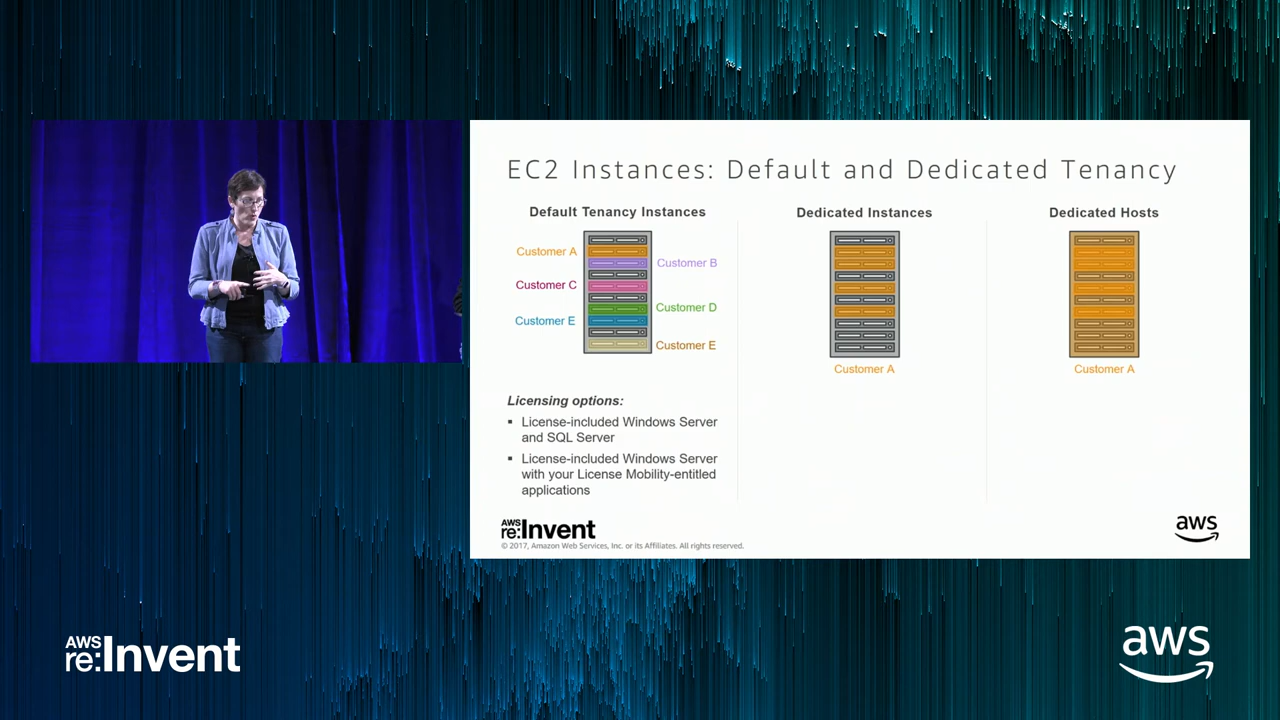 EC2 Instances: Default and Dedicated Tenancy
Default Tenancy Instances
Customer A
Customer B
Customer C
Customer D
Customer E
Customer E
Licensing options:
▪ License-included Windows Server
and SQL Server
▪ License-included Windows Server
with your License Mobility-entitled
applications
Dedicated Instances
Customer A
Dedicated Hosts
Customer A
AWS
re:Invent
© 2017, Amazon Web Services, Inc. or its Affiliates. All rights reserved.
aws
AWS
re:Invent
aws